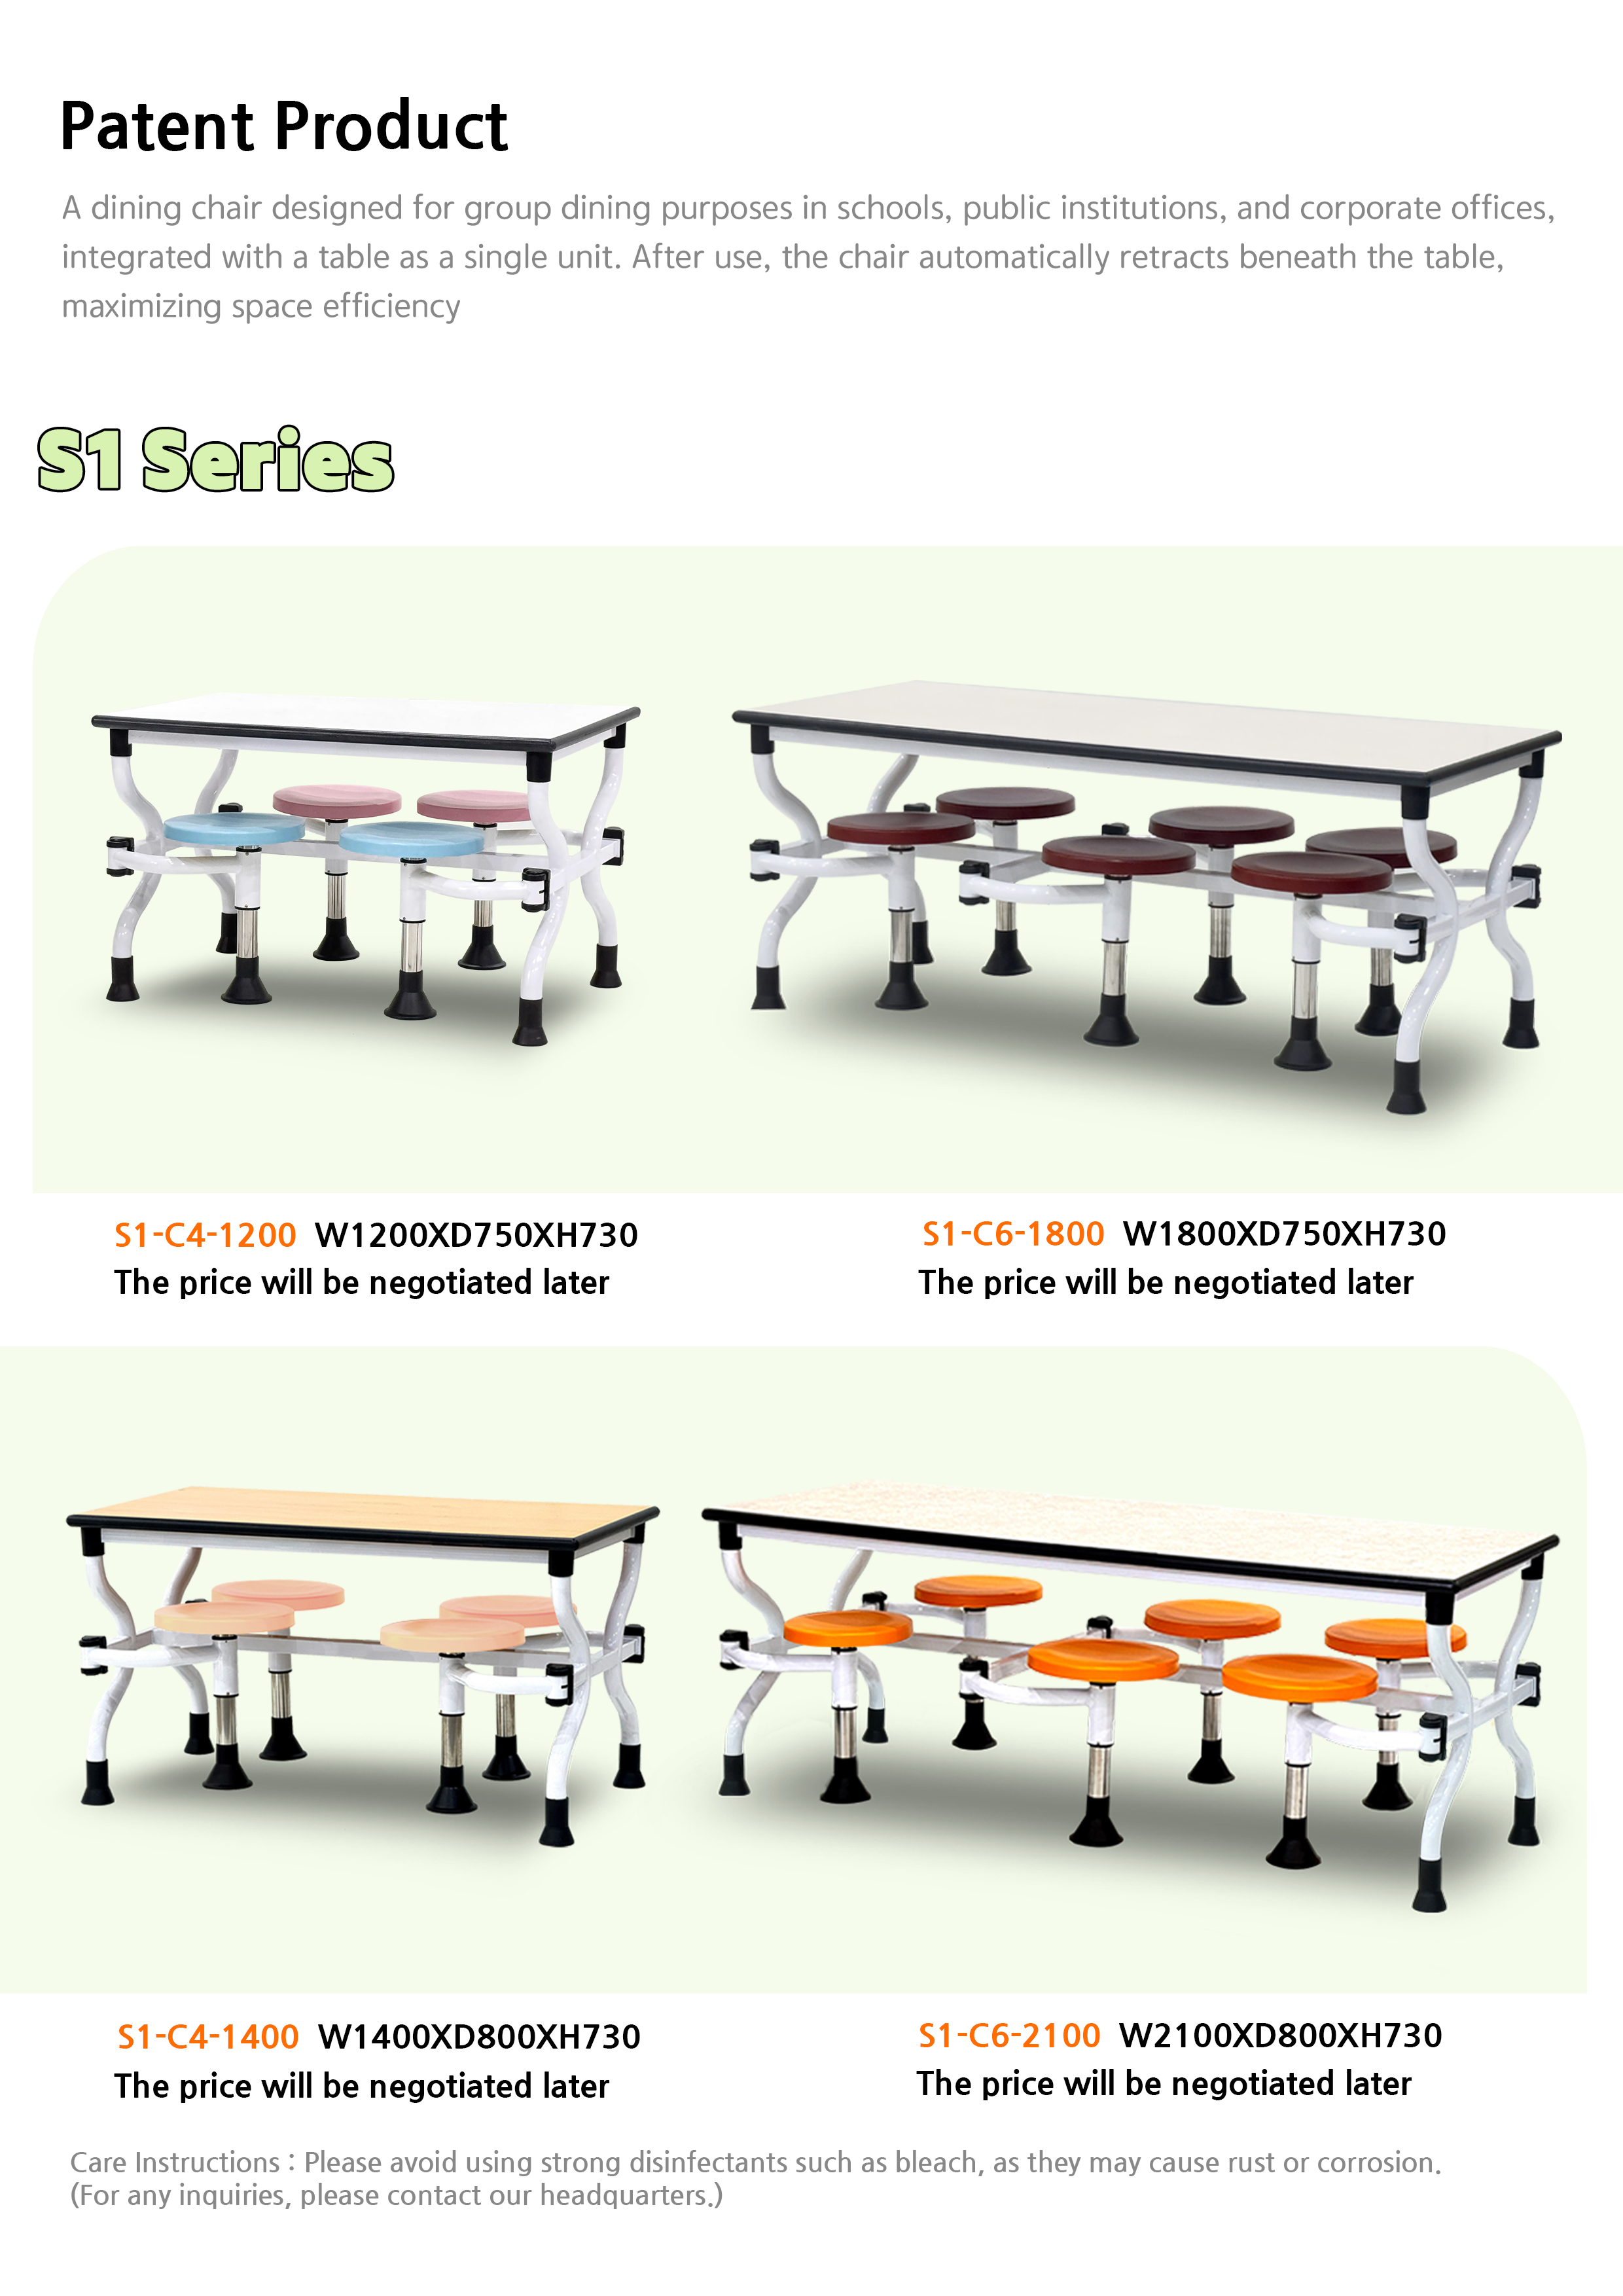 Patent Product
A dining chair designed for group dining purposes in schools, public institutions, and corporate offices,
integrated with a table as a single unit. After use, the chair automatically retracts beneath the table,
maximizing space efficiency
S1 Series
S1-C4-1200 W1200XD750XH730
The price will be negotiated later
S1-C6-1800 W1800XD750XH730
The price will be negotiated later
S1-C4-1400 W1400XD800XH730
The price will be negotiated later
S1-C6-2100 W2100XD800XH730
The price will be negotiated later
Care Instructions : Please avoid using strong disinfectants such as bleach, as they may cause rust or corrosion.
(For any inquiries, please contact our headquarters.)